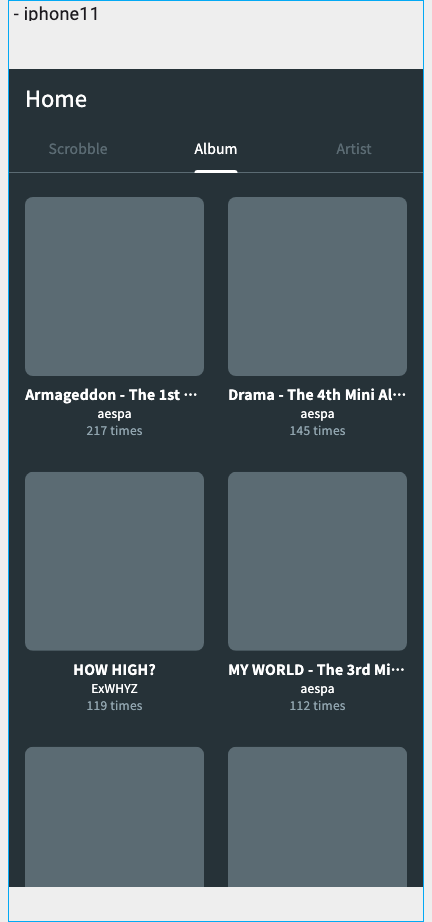 - iphone11
Home
Scrobble
Album
Artist
Armageddon - The 1st ···
aespa
217 times
Drama - The 4th Mini Al···
aespa
145 times
HOW HIGH?
ExWHYZ
119 times
MY WORLD - The 3rd Mi···
aespa
112 times